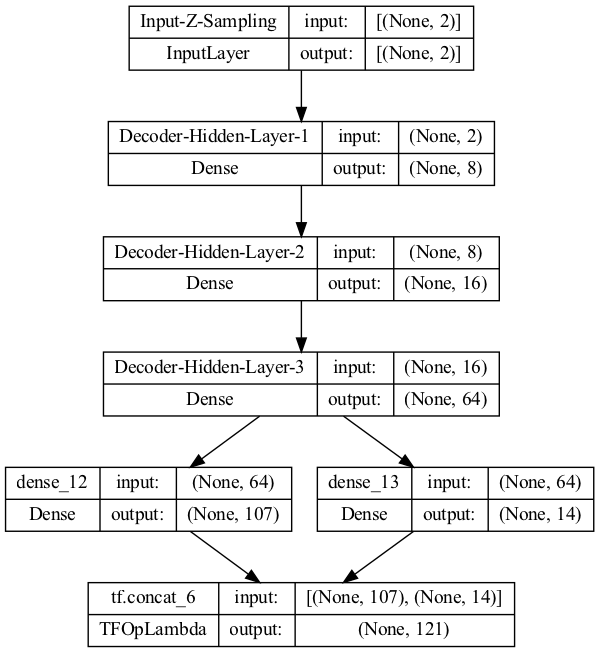 Input-Z-Sampling input: [(None, 2)]
InputLayer output: [(None, 2)]
Decoder-Hidden-Layer-1 input: (None, 2)
Dense output: (None, 8)
Decoder-Hidden-Layer-2 input: (None, 8)
Dense output: (None, 16)
Decoder-Hidden-Layer-3 input: (None, 16)
Dense output: (None, 64)
dense_12 input: (None, 64)
Dense output: (None, 107)
dense_13 input: (None, 64)
Dense output: (None, 14)
tf.concat_6 input: [(None, 107), (None, 14)]
TFOpLambda output: (None, 121)